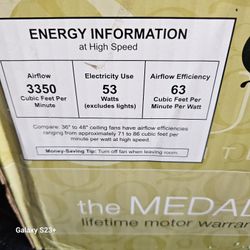 ENERGY INFORMATION
at High Speed
Airflow
3350
Cubic Feet Per
Minute
Electricity Use
53
Watts
(excludes lights)
Airflow Efficiency
63
Cubic Feet Per
Minute Per Watt
Compare: 36" to 48" ceiling fans have airflow efficiencies
ranging from approximately 71 to 86 cubic feet per
minute per watt at high speed.
Money-Saving Tip: Turn off fan when leaving room.
the MEDAL
lifetime motor warra
Galaxy S23+